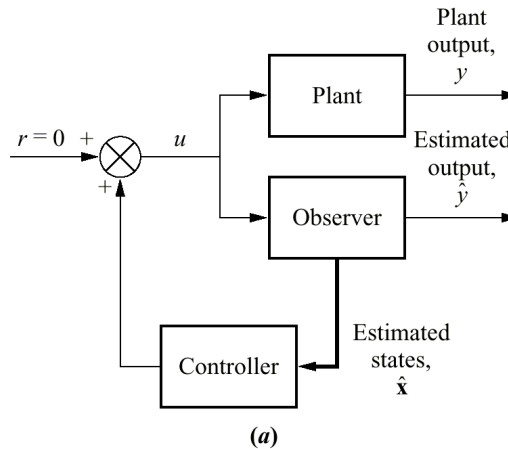 Plant
output,
y
Plant
r = 0
+
u
+
Estimated
output,
ŷ
Observer
Controller
Estimated
states,
x̂
(a)